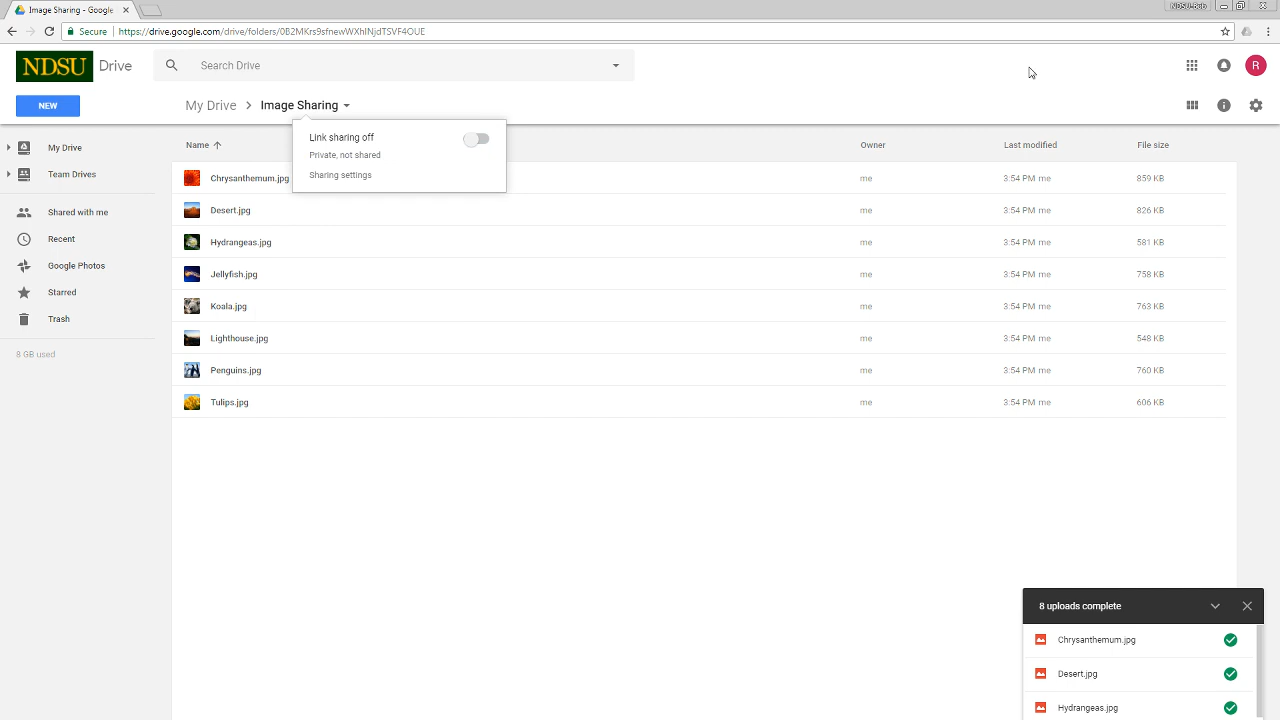 Image Sharing - Google
NDSU-Rob
Secure
https://drive.google.com/drive/folders/0B2MKrs9sfnewWXhlNjdTSVF4OUE
NDSU Drive
Search Drive
R
NEW
My Drive > Image Sharing
Link sharing off
Private, not shared
Sharing settings
My Drive
Team Drives
Shared with me
Recent
Google Photos
Starred
Trash
8 GB used
Name Owner Last modified File size
Chrysanthemum.jpg me 3:54 PM me 859 KB
Desert.jpg me 3:54 PM me 826 KB
Hydrangeas.jpg me 3:54 PM me 581 KB
Jellyfish.jpg me 3:54 PM me 758 KB
Koala.jpg me 3:54 PM me 763 KB
Lighthouse.jpg me 3:54 PM me 548 KB
Penguins.jpg me 3:54 PM me 760 KB
Tulips.jpg me 3:54 PM me 606 KB
8 uploads complete
Chrysanthemum.jpg
Desert.jpg
Hydrangeas.jpg